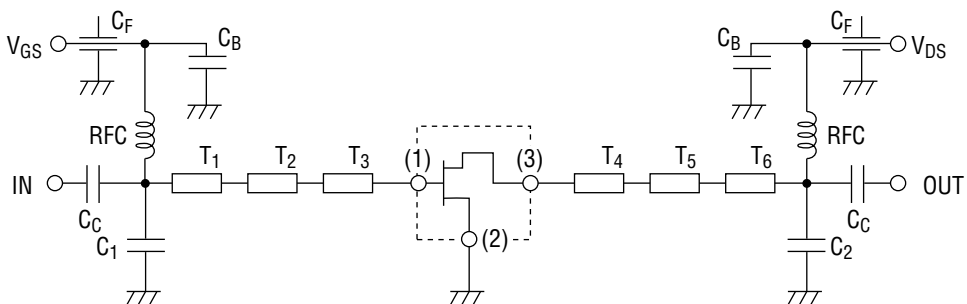 C_F C_B C_B C_F
V_GS V_DS
RFC RFC
T_1 T_2 T_3 (1) (3) T_4 T_5 T_6
IN OUT
C_C C_C
C_1 (2) C_2